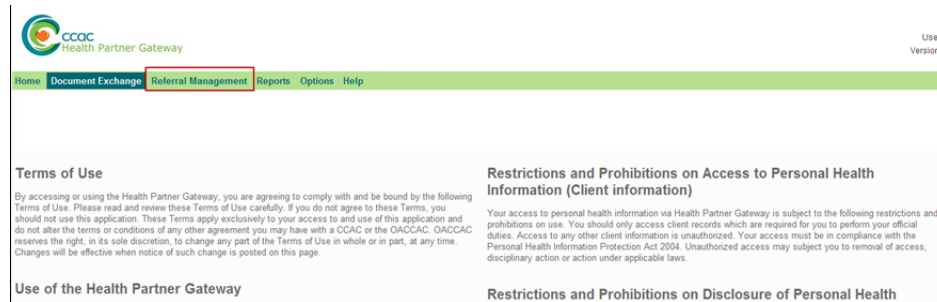 ccac
Health Partner Gateway
Use
Version
Home Document Exchange Referral Management Reports Options Help
Terms of Use
By accessing or using the Health Partner Gateway, you are agreeing to comply with and be bound by the following
Terms of Use. Please read and review these Terms of Use carefully. If you do not agree to these Terms, you
should not use this application. These Terms apply exclusively to your access to and use of this application and
do not alter the terms or conditions of any other agreement you may have with a CCAC or the OACCAC. OACCAC
reserves the right, in its sole discretion, to change any part of the Terms of Use in whole or in part, at any time.
Changes will be effective when notice of such change is posted on this page.
Use of the Health Partner Gateway
Restrictions and Prohibitions on Access to Personal Health
Information (Client information)
Your access to personal health information via Health Partner Gateway is subject to the following restrictions and
prohibitions on use. You should only access client records which are required for you to perform your official
duties. Access to any other client information is unauthorized. Your access must be in compliance with the
Personal Health Information Protection Act 2004. Unauthorized access may subject you to removal of access,
disciplinary action or action under applicable laws.
Restrictions and Prohibitions on Disclosure of Personal Health